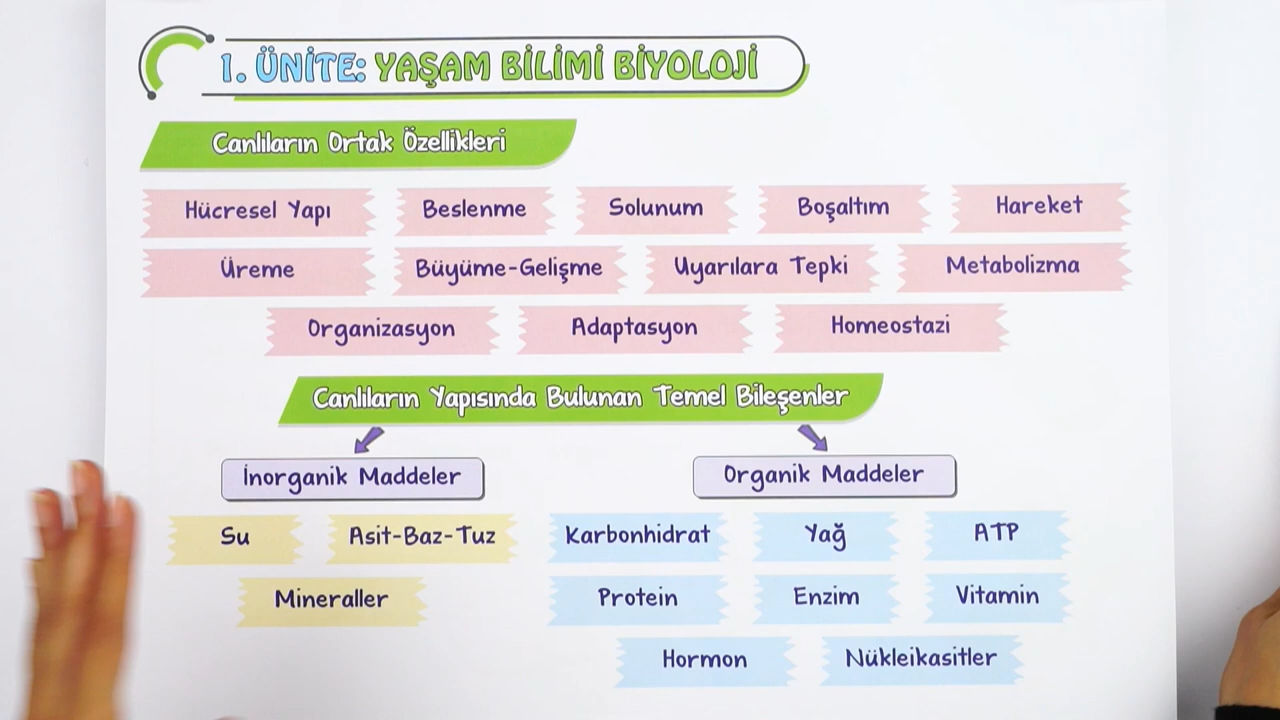 1. ÜNİTE: YAŞAM BİLİMİ BİYOLOJİ
Canlıların Ortak Özellikleri
Hücresel Yapı Beslenme Solunum Boşaltım Hareket
Üreme Büyüme-Gelişme Uyarılara Tepki Metabolizma
Organizasyon Adaptasyon Homeostazi
Canlıların Yapısında Bulunan Temel Bileşenler
İnorganik Maddeler Organik Maddeler
Su Asit-Baz-Tuz Karbonhidrat Yağ ATP
Mineraller Protein Enzim Vitamin
Hormon Nükleikasitler